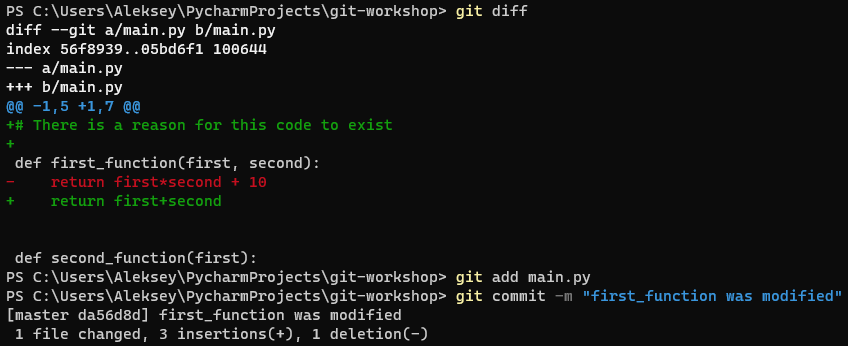 PS C:\Users\Aleksey\PycharmProjects\git-workshop> git diff
diff --git a/main.py b/main.py
index 56f8939..05bd6f1 100644
--- a/main.py
+++ b/main.py
@@ -1,5 +1,7 @@
+# There is a reason for this code to exist
+
 def first_function(first, second):
-    return first*second + 10
+    return first+second
 def second_function(first):
PS C:\Users\Aleksey\PycharmProjects\git-workshop> git add main.py
PS C:\Users\Aleksey\PycharmProjects\git-workshop> git commit -m "first_function was modified"
[master da56d8d] first_function was modified
 1 file changed, 3 insertions(+), 1 deletion(-)